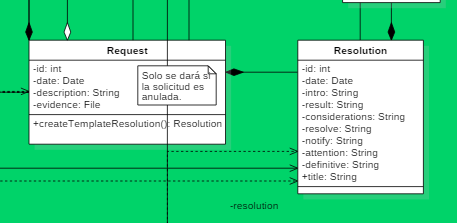 Request
-id: int
-date: Date
-description: String
-evidence: File
+createTemplateResolution(): Resolution
Solo se dará si
la solicitud es
anulada.
Resolution
-id: int
-date: Date
-intro: String
-result: String
-considerations: String
-resolve: String
-notify: String
-attention: String
-definitive: String
+title: String
-resolution